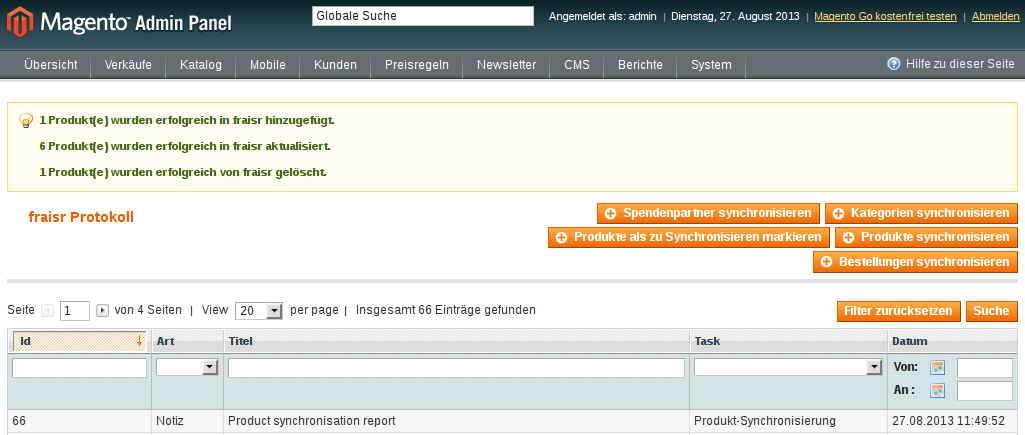 Magento Admin Panel
Globale Suche
Angemeldet als: admin | Dienstag, 27. August 2013 | Magento Go kostenfrei testen | Abmelden
Übersicht Verkäufe Katalog Mobile Kunden Preisregeln Newsletter CMS Berichte System Hilfe zu dieser Seite
1 Produkt(e) wurden erfolgreich in fraisr hinzugefügt.
6 Produkt(e) wurden erfolgreich in fraisr aktualisiert.
1 Produkt(e) wurden erfolgreich von fraisr gelöscht.
fraisr Protokoll
Spendenpartner synchronisieren Kategorien synchronisieren
Produkte als zu Synchronisieren markieren Produkte synchronisieren
Bestellungen synchronisieren
Seite 1 von 4 Seiten | View 20 per page | Insgesamt 66 Einträge gefunden Filter zurücksetzen Suche
Id Art Titel Task Datum
Von:
An :
66 Notiz Product synchronisation report Produkt-Synchronisierung 27.08.2013 11:49:52